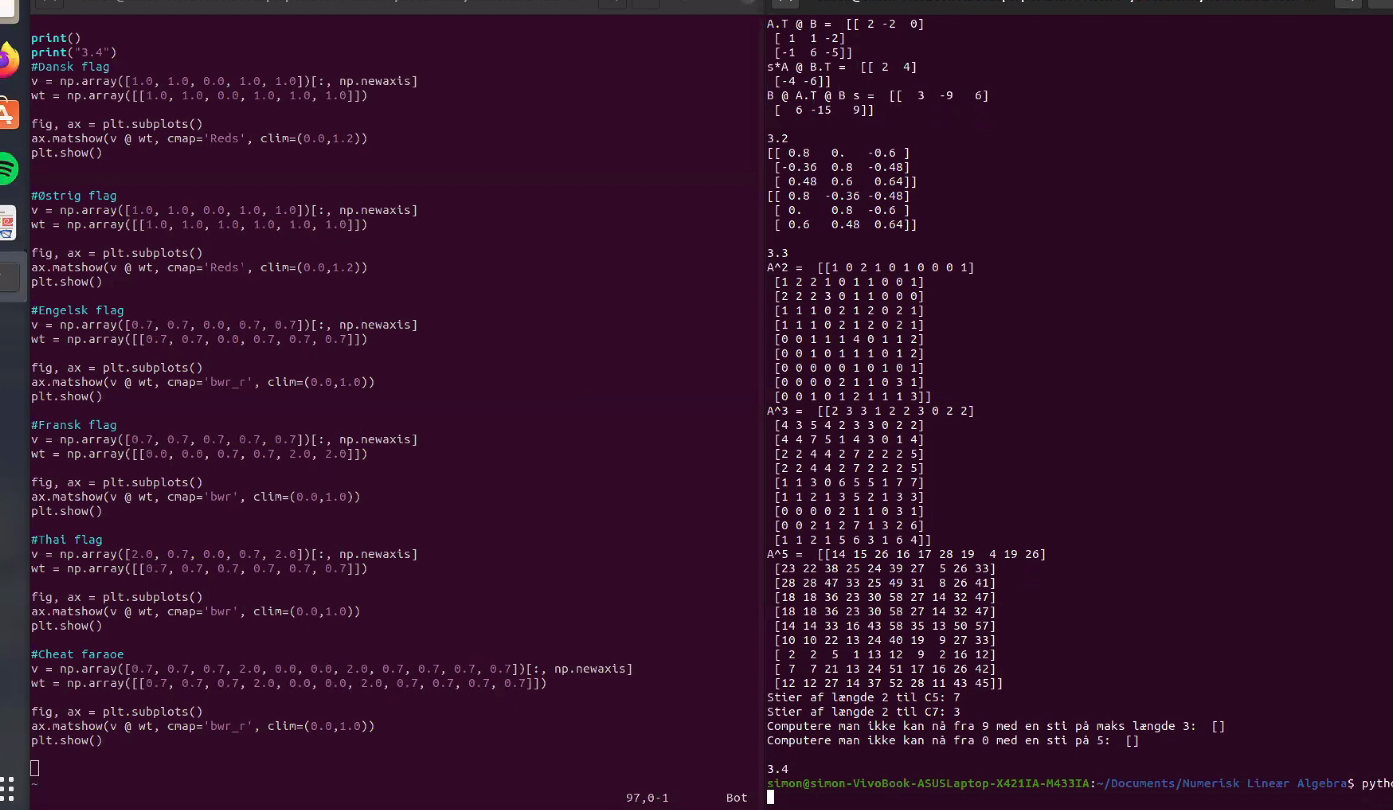 print()
print("3.4")
#Dansk flag
v = np.array([1.0, 1.0, 0.0, 1.0, 1.0])[:, np.newaxis]
wt = np.array([[1.0, 1.0, 0.0, 1.0, 1.0, 1.0]])
fig, ax = plt.subplots()
ax.matshow(v @ wt, cmap='Reds', clim=(0.0,1.2))
plt.show()
#Østrig flag
v = np.array([1.0, 1.0, 0.0, 1.0, 1.0])[:, np.newaxis]
wt = np.array([[1.0, 1.0, 1.0, 1.0, 1.0, 1.0]])
fig, ax = plt.subplots()
ax.matshow(v @ wt, cmap='Reds', clim=(0.0,1.2))
plt.show()
#Engelsk flag
v = np.array([0.7, 0.7, 0.0, 0.7, 0.7])[:, np.newaxis]
wt = np.array([[0.7, 0.7, 0.0, 0.7, 0.7, 0.7]])
fig, ax = plt.subplots()
ax.matshow(v @ wt, cmap='bwr_r', clim=(0.0,1.0))
plt.show()
#Fransk flag
v = np.array([0.7, 0.7, 0.7, 0.7, 0.7])[:, np.newaxis]
wt = np.array([[0.0, 0.0, 0.7, 0.7, 2.0, 2.0]])
fig, ax = plt.subplots()
ax.matshow(v @ wt, cmap='bwr', clim=(0.0,1.0))
plt.show()
#Thai flag
v = np.array([2.0, 0.7, 0.0, 0.7, 2.0])[:, np.newaxis]
wt = np.array([[0.7, 0.7, 0.7, 0.7, 0.7, 0.7]])
fig, ax = plt.subplots()
ax.matshow(v @ wt, cmap='bwr', clim=(0.0,1.0))
plt.show()
#Cheat faraoe
v = np.array([0.7, 0.7, 0.7, 2.0, 0.0, 0.0, 2.0, 0.7, 0.7, 0.7, 0.7])[:, np.newaxis]
wt = np.array([[0.7, 0.7, 0.7, 2.0, 0.0, 0.0, 2.0, 0.7, 0.7, 0.7, 0.7]])
fig, ax = plt.subplots()
ax.matshow(v @ wt, cmap='bwr_r', clim=(0.0,1.0))
plt.show()
~
97,0-1 Bot
A.T @ B =  [[ 2 -2  0]
[ 1  1 -2]
[-1  6 -5]]
s*A @ B.T =  [[ 2  4]
[-4 -6]]
B @ A.T @ B s =  [[  3  -9   6]
[  6 -15   9]]
3.2
[[ 0.8   0.   -0.6 ]
[-0.36  0.8  -0.48]
[ 0.48  0.6   0.64]]
[[ 0.8  -0.36 -0.48]
[ 0.    0.8  -0.6 ]
[ 0.6   0.48  0.64]]
3.3
A^2 =  [[1 0 2 1 0 1 0 0 0 1]
[1 2 2 1 0 1 1 0 0 1]
[2 2 2 3 0 1 1 0 0 0]
[1 1 1 0 2 1 2 0 2 1]
[1 1 1 0 2 1 2 0 2 1]
[0 0 1 1 1 4 0 1 1 2]
[0 0 1 0 1 1 1 0 1 2]
[0 0 0 0 0 1 0 1 0 1]
[0 0 0 0 2 1 1 0 3 1]
[0 0 1 0 1 2 1 1 1 3]]
A^3 =  [[2 3 3 1 2 2 3 0 2 2]
[4 3 5 4 2 3 3 0 2 2]
[4 4 7 5 1 4 3 0 1 4]
[2 2 4 4 2 7 2 2 2 5]
[2 2 4 4 2 7 2 2 2 5]
[1 1 3 0 6 5 5 1 7 7]
[1 1 2 1 3 5 2 1 3 3]
[0 0 0 0 2 1 1 0 3 1]
[0 0 2 1 2 7 1 3 2 6]
[1 1 2 1 5 6 3 1 6 4]]
A^5 =  [[14 15 26 16 17 28 19  4 19 26]
[23 22 38 25 24 39 27  5 26 33]
[28 28 47 33 25 49 31  8 26 41]
[18 18 36 23 30 58 27 14 32 47]
[18 18 36 23 30 58 27 14 32 47]
[14 14 33 16 43 58 35 13 50 57]
[10 10 22 13 24 40 19  9 27 33]
[ 2  2  5  1 13 12  9  2 16 12]
[ 7  7 21 13 24 51 17 16 26 42]
[12 12 27 14 37 52 28 11 43 45]]
Stier af længde 2 til C5: 7
Stier af længde 2 til C7: 3
Computere man ikke kan nå fra 9 med en sti på maks længde 3:  []
Computere man ikke kan nå fra 0 med en sti på 5:  []
3.4
simon@simon-VivoBook-ASUSLaptop-X421IA-M433IA:~/Documents/Numerisk Lineær Algebra$ pyth